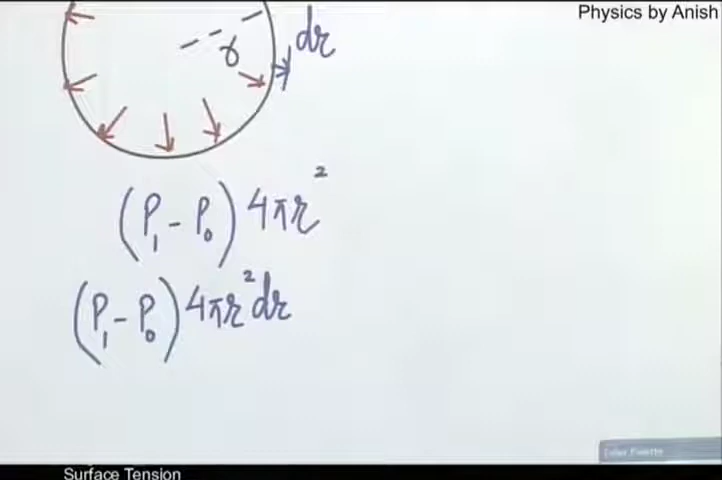 Physics by Anish
dr
r
(P₁ - P₀) 4πr²
(P₁ - P₀) 4πr² dr
Surface Tension